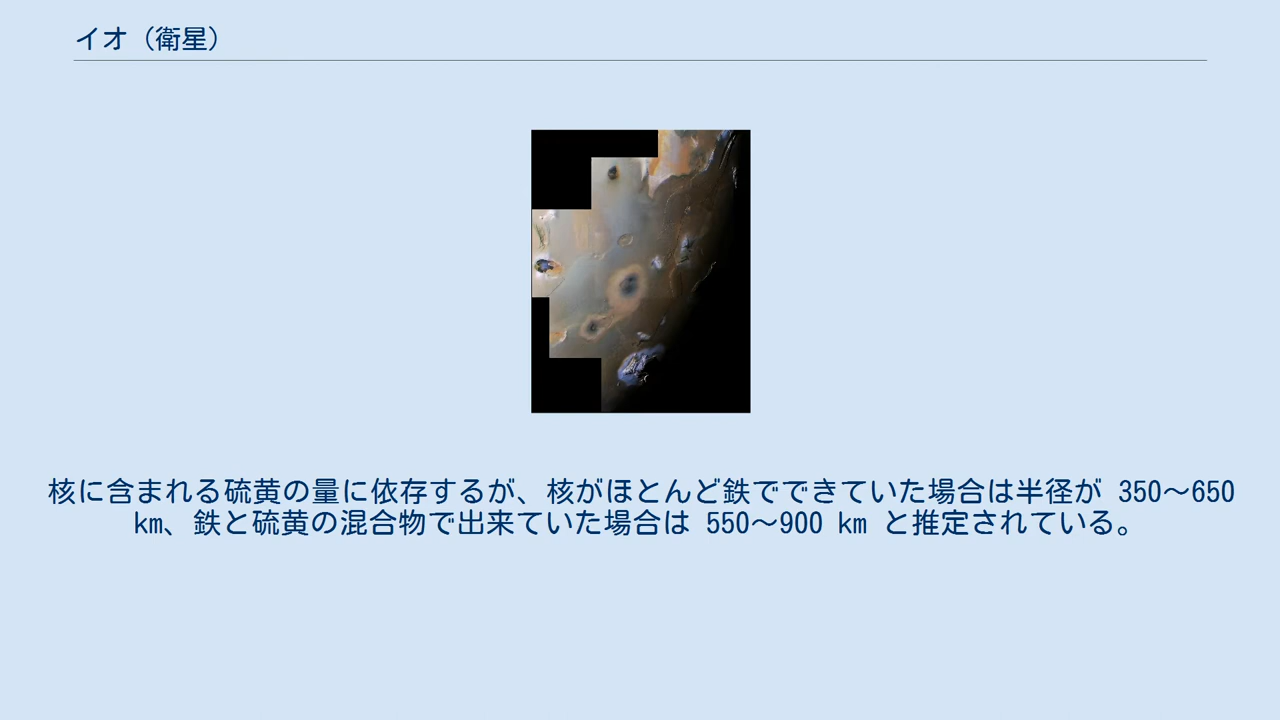 イオ（衛星）
核に含まれる硫黄の量に依存するが、核がほとんど鉄でできていた場合は半径が 350～650
km、鉄と硫黄の混合物で出来ていた場合は 550～900 km と推定されている。